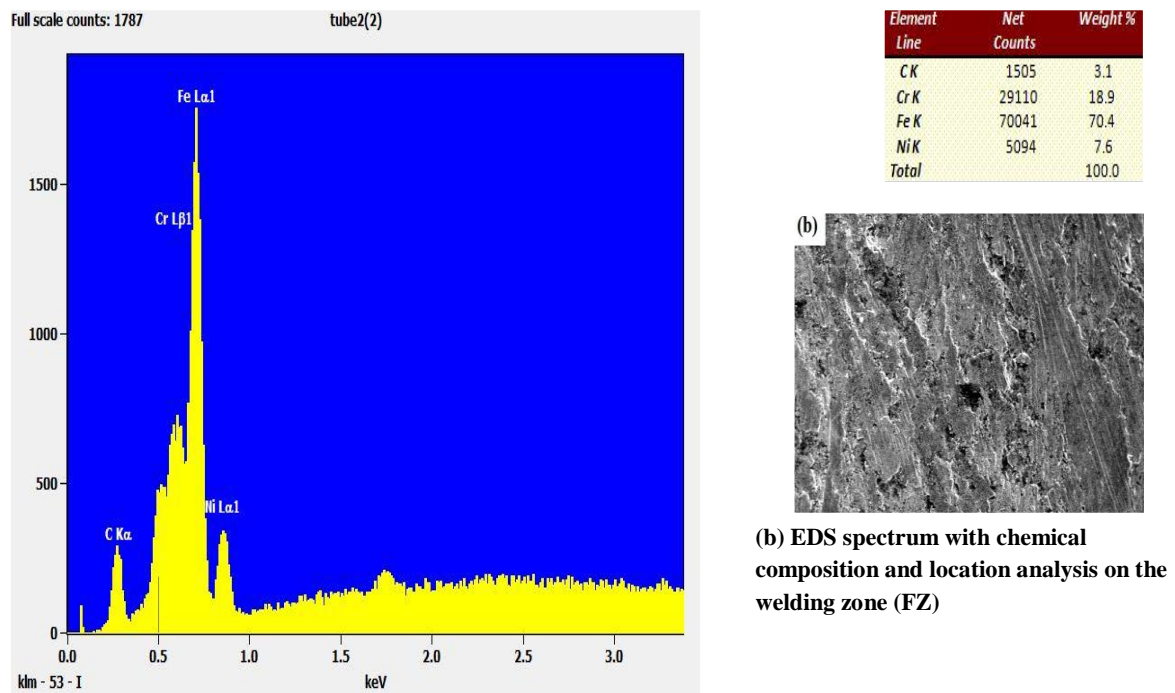 Full scale counts: 1787 tube2(2)
Fe Lα1
1500
Cr Lβ1
1000
500
Ni Lα1
C Kα
0
0.0 0.5 1.0 1.5 2.0 2.5 3.0
klm - 53 - I keV
Element Net Weight %
Line Counts
C K 1505 3.1
Cr K 29110 18.9
Fe K 70041 70.4
Ni K 5094 7.6
Total 100.0
(b)
(b) EDS spectrum with chemical
composition and location analysis on the
welding zone (FZ)